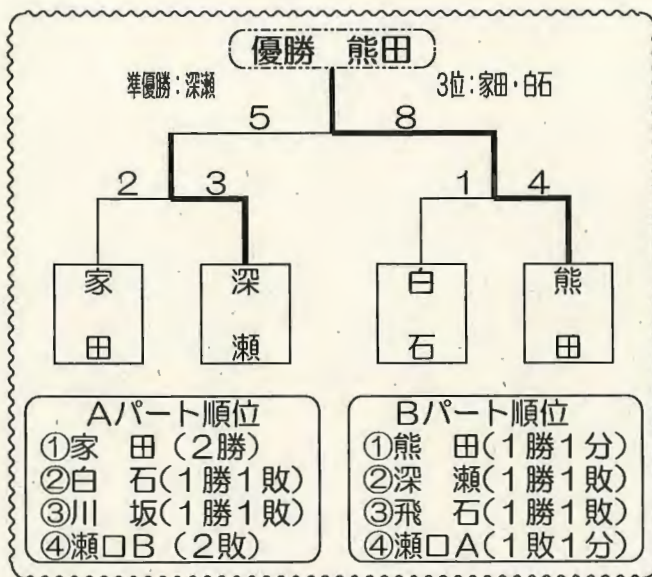 優勝 熊田
準優勝：深瀬
3位：家田・白石
5 8
2 3 1 4
家田
深瀬
白石
熊田
Aパート順位
①家 田（2勝）
②白 石（1勝1敗）
③川 坂（1勝1敗）
④瀬口B（2敗）
Bパート順位
①熊 田（1勝1分）
②深 瀬（1勝1敗）
③飛 石（1勝1敗）
④瀬口A（1敗1分）